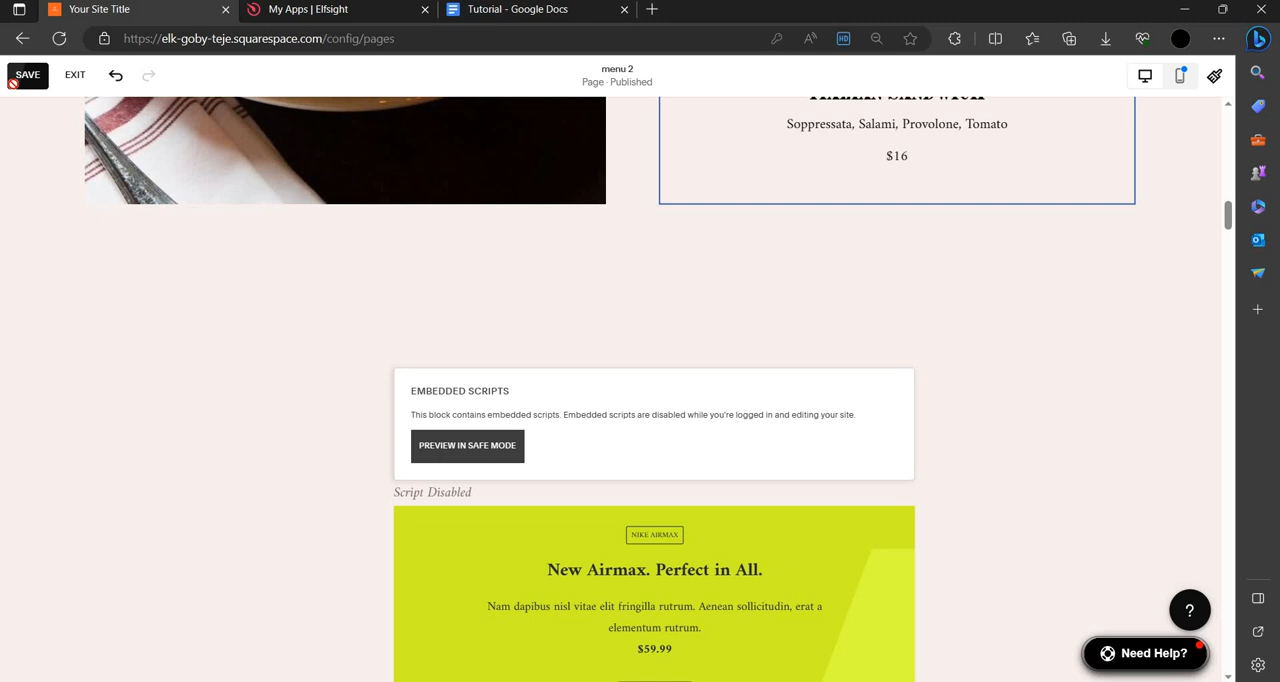 Your Site Title
My Apps | Elfsight
Tutorial - Google Docs
https://elk-goby-teje.squarespace.com/config/pages
HD
SAVE
EXIT
menu 2
Page · Published
Soppressata, Salami, Provolone, Tomato
$16
EMBEDDED SCRIPTS
This block contains embedded scripts. Embedded scripts are disabled while you're logged in and editing your site.
PREVIEW IN SAFE MODE
Script Disabled
NIKE AIRMAX
New Airmax. Perfect in All.
Nam dapibus nisl vitae elit fringilla rutrum. Aenean sollicitudin, erat a
elementum rutrum.
$59.99
?
Need Help?